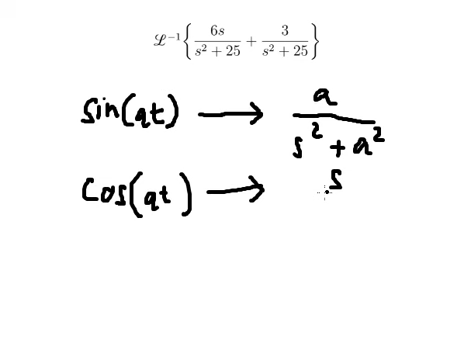 ℒ⁻¹{6s/(s² + 25) + 3/(s² + 25)}
sin(at) → a/(s² + a²)
cos(at) → s